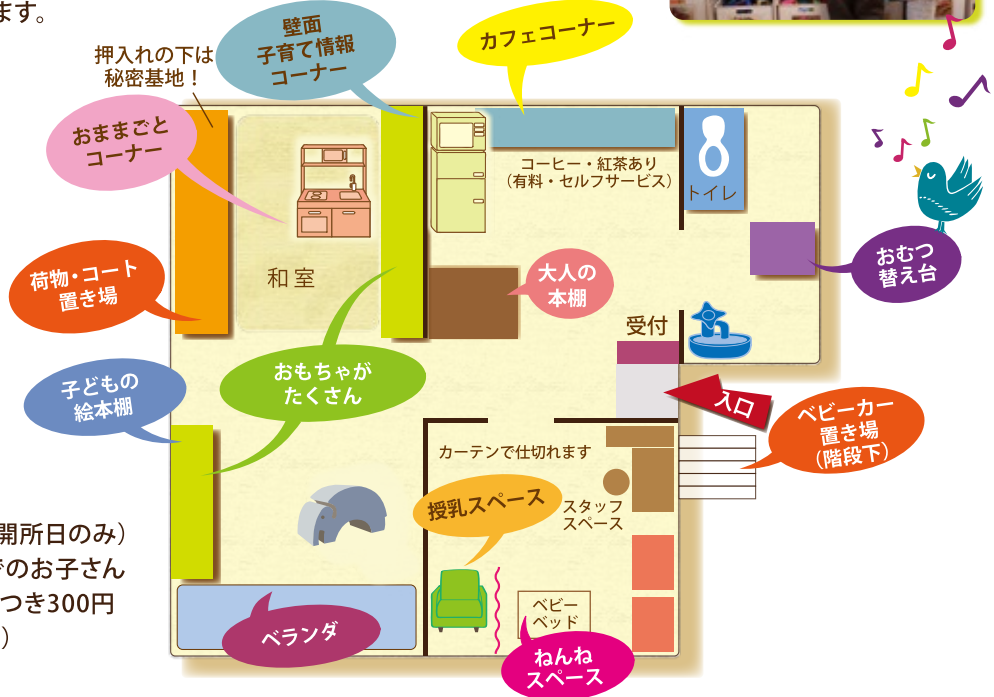 ます。
押入れの下は
秘密基地！
壁面
子育て情報
コーナー
カフェコーナー
おままごと
コーナー
コーヒー・紅茶あり
（有料・セルフサービス）
トイレ
和室
大人の
本棚
おむつ
替え台
荷物・コート
置き場
受付
おもちゃが
たくさん
子どもの
絵本棚
入口
ベビーカー
置き場
（階段下）
カーテンで仕切れます
授乳スペース
スタッフ
スペース
開所日のみ）
のお子さん
つき300円
）
ベビー
ベッド
ベランダ
ねんね
スペース